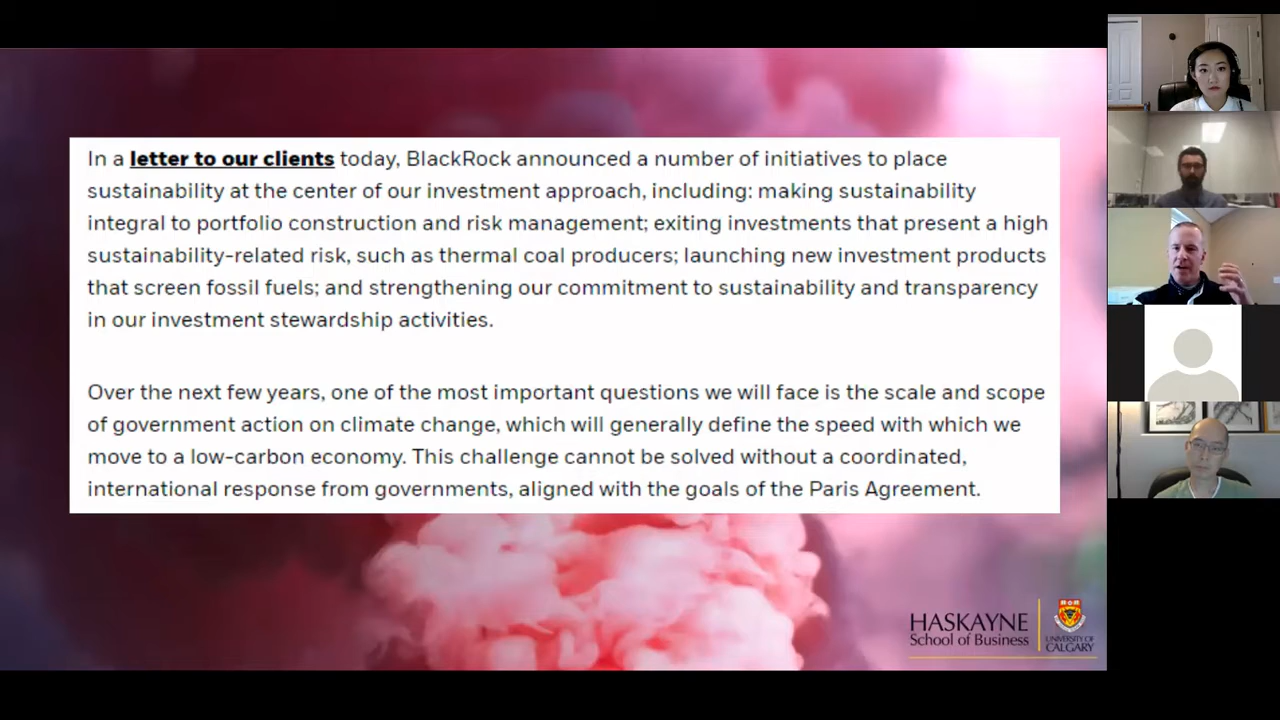 In a letter to our clients today, BlackRock announced a number of initiatives to place
sustainability at the center of our investment approach, including: making sustainability
integral to portfolio construction and risk management; exiting investments that present a high
sustainability-related risk, such as thermal coal producers; launching new investment products
that screen fossil fuels; and strengthening our commitment to sustainability and transparency
in our investment stewardship activities.
Over the next few years, one of the most important questions we will face is the scale and scope
of government action on climate change, which will generally define the speed with which we
move to a low-carbon economy. This challenge cannot be solved without a coordinated,
international response from governments, aligned with the goals of the Paris Agreement.
HASKAYNE
School of Business
UNIVERSITY OF
CALGARY